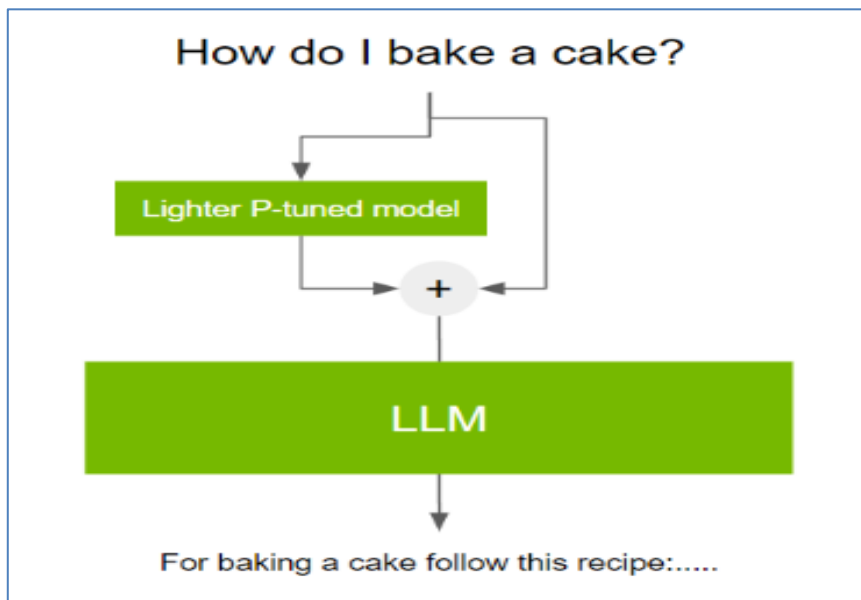 How do I bake a cake?
Lighter P-tuned model
+
LLM
For baking a cake follow this recipe:.....